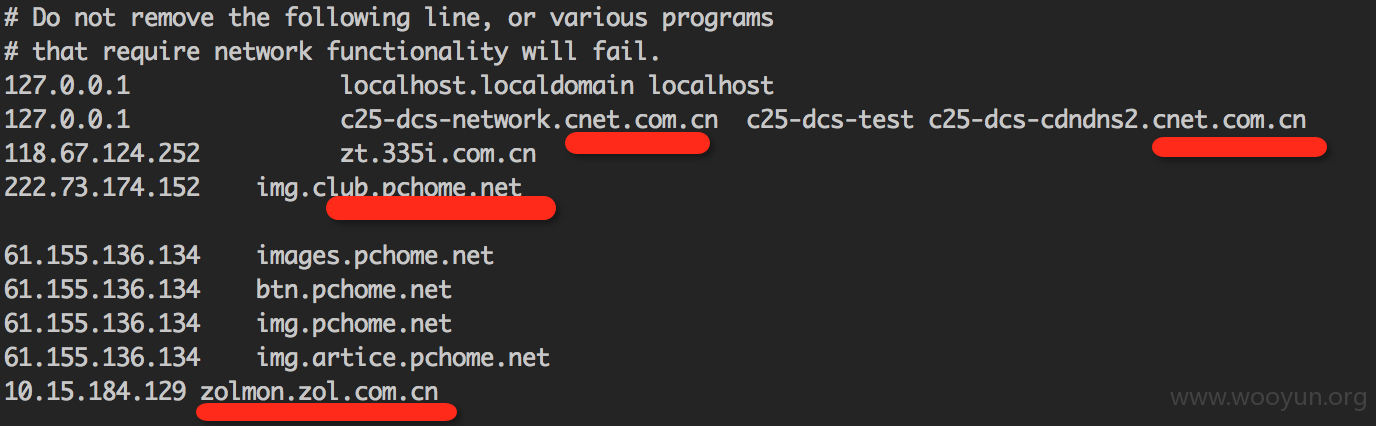 # Do not remove the following line, or various programs
# that require network functionality will fail.
127.0.0.1 localhost.localdomain localhost
127.0.0.1 c25-dcs-network.cnet.com.cn c25-dcs-test c25-dcs-cdndns2.cnet.com.cn
118.67.124.252 zt.335i.com.cn
222.73.174.152 img.club.pchome.net
61.155.136.134 images.pchome.net
61.155.136.134 btn.pchome.net
61.155.136.134 img.pchome.net
61.155.136.134 img.artice.pchome.net
10.15.184.129 zolmon.zol.com.cn
www.wooyun.org